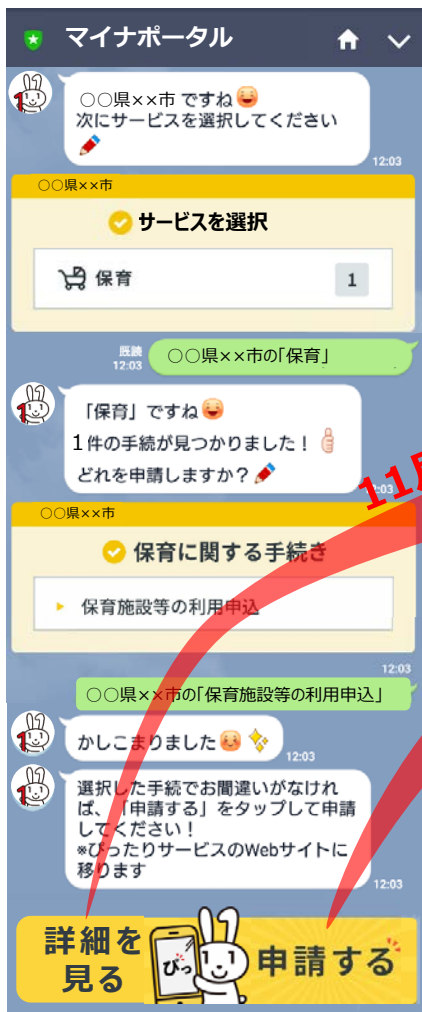 マイナポータル
○○県××市 ですね
次にサービスを選択してください
12:03
○○県××市
サービスを選択
保育 1
既読
12:03
○○県××市の「保育」
「保育」ですね
1件の手続が見つかりました！
どれを申請しますか？
12:03
11月
○○県××市
保育に関する手続き
保育施設等の利用申込
12:03
○○県××市の「保育施設等の利用申込」
かしこまりました
12:03
選択した手続でお間違いがなけれ
ば、「申請する」をタップして申請
してください！
※ぴったりサービスのWebサイトに
移ります
12:03
詳細を
見る
ぴっ
申請する